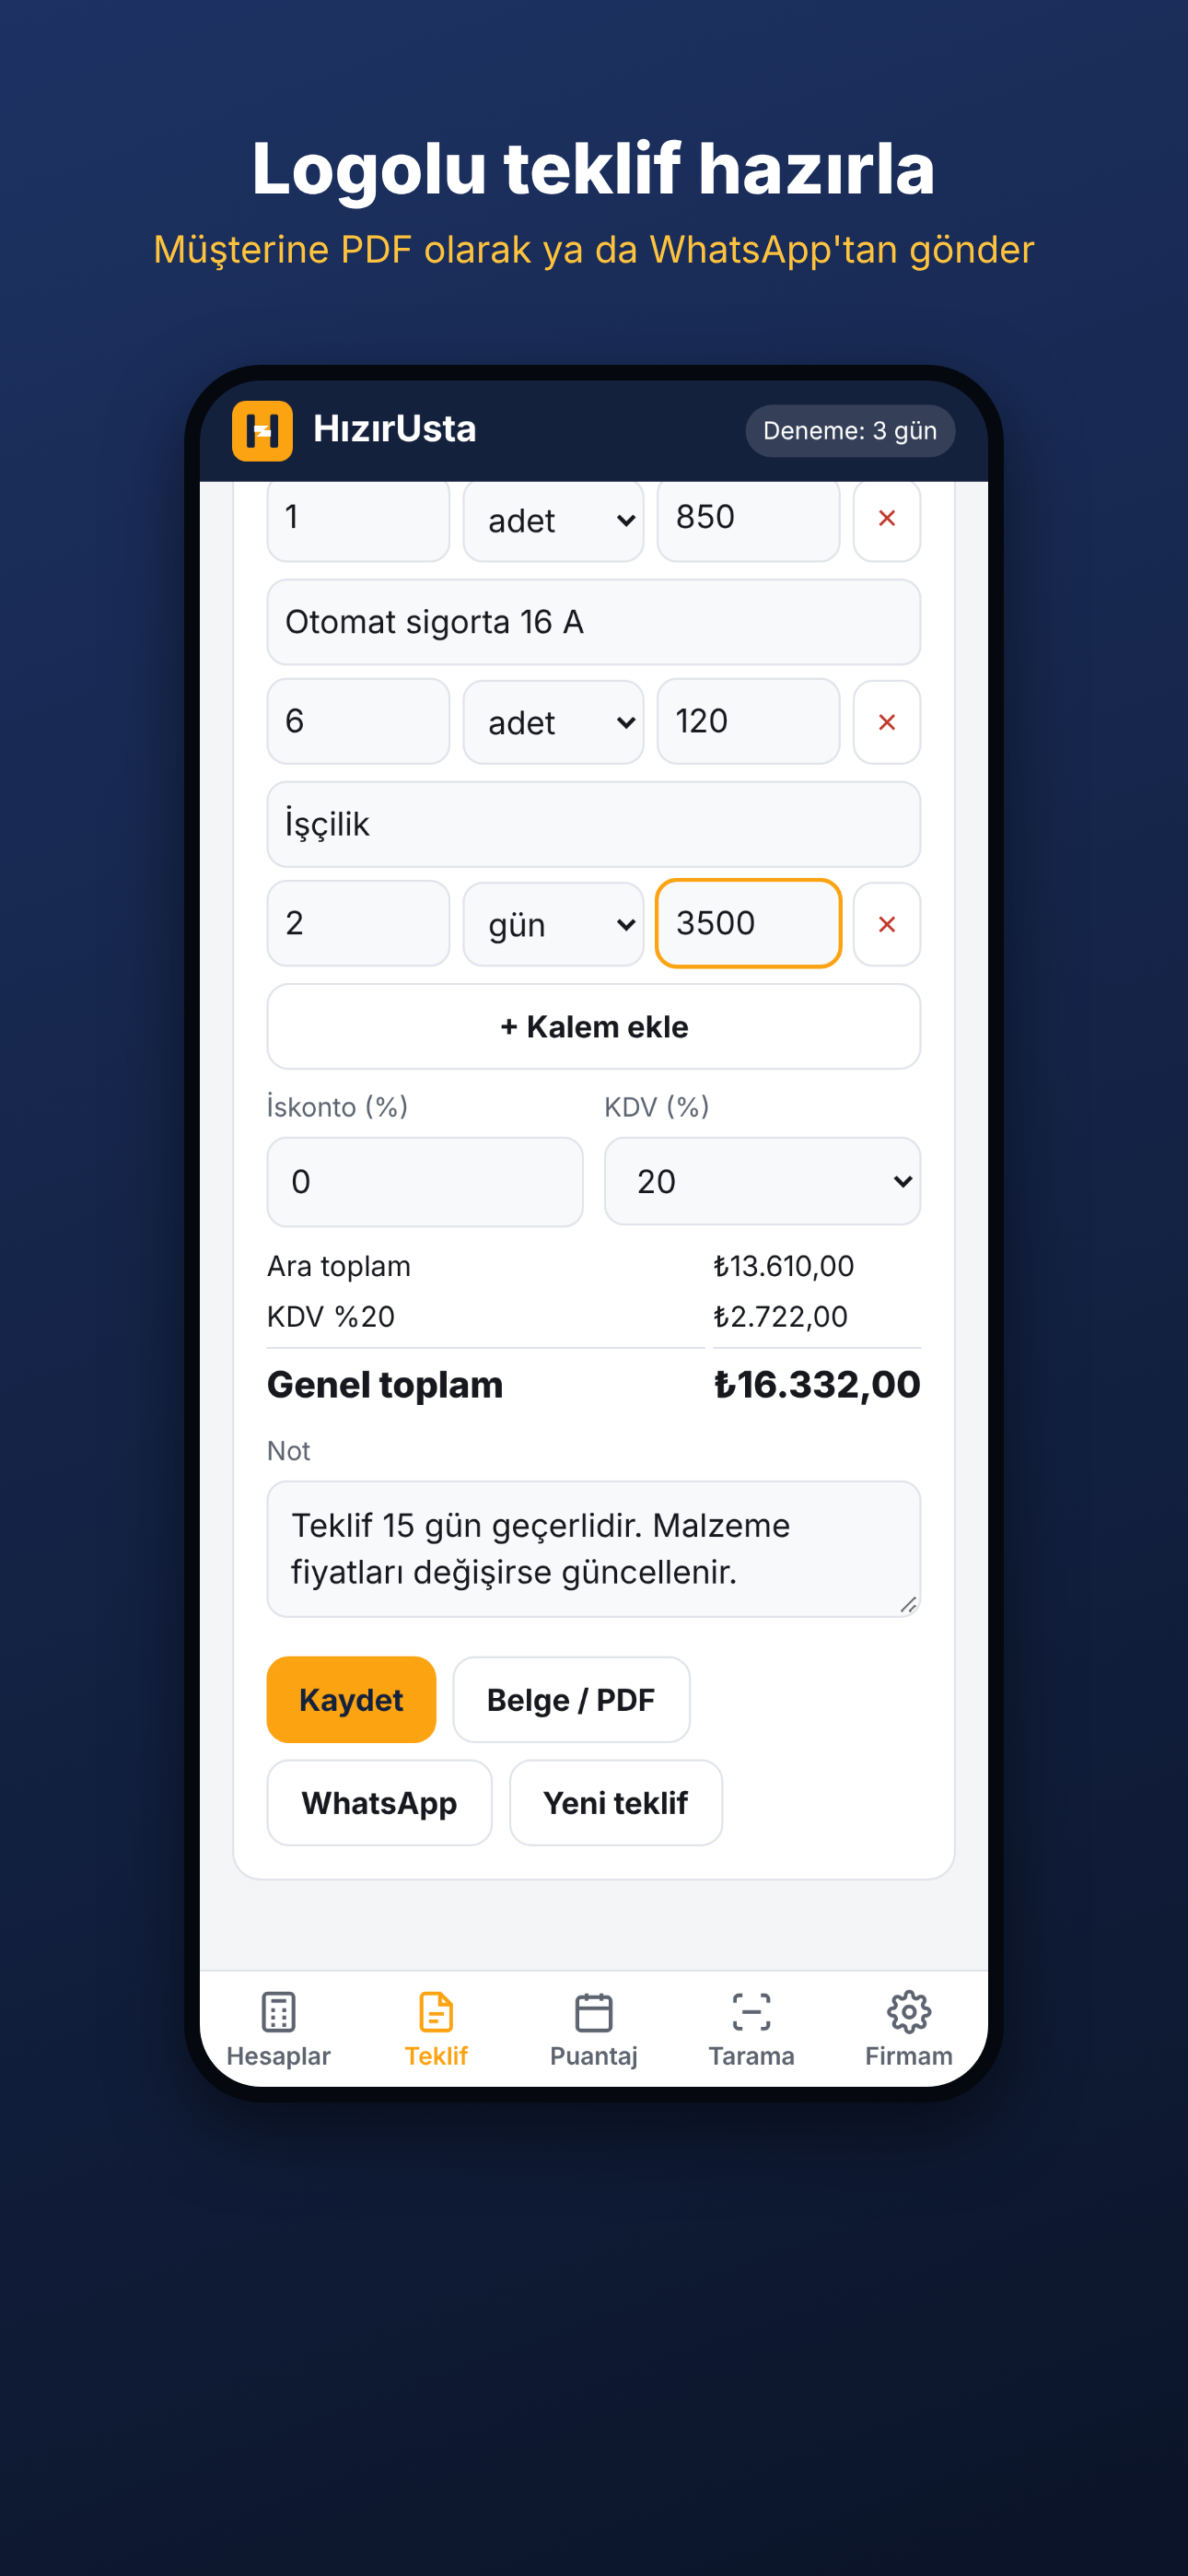 Logolu teklif hazırla
Müşterine PDF olarak ya da WhatsApp'tan gönder
H HızırUsta Deneme: 3 gün
1 adet 850 ×
Otomat sigorta 16 A
6 adet 120 ×
İşçilik
2 gün 3500 ×
+ Kalem ekle
İskonto (%) KDV (%)
0 20
Ara toplam ₺13.610,00
KDV %20 ₺2.722,00
Genel toplam ₺16.332,00
Not
Teklif 15 gün geçerlidir. Malzeme
fiyatları değişirse güncellenir.
Kaydet Belge / PDF
WhatsApp Yeni teklif
Hesaplar Teklif Puantaj Tarama Firmam